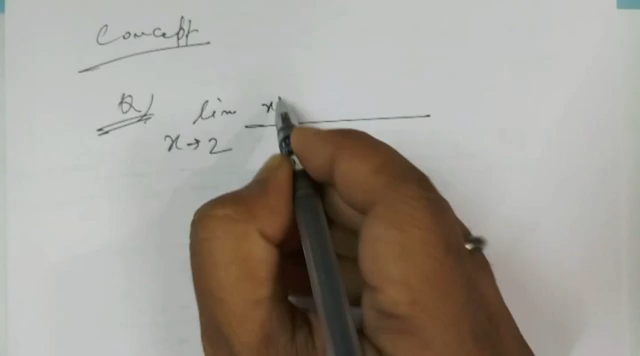 Concept
Q) lim x
x→2